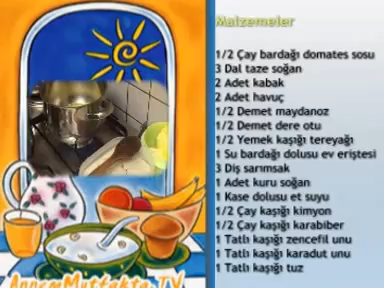 Malzemeler
1/2 Çay bardağı domates sosu
3 Dal taze soğan
2 Adet kabak
2 Adet havuç
1/2 Demet maydanoz
1/2 Demet dere otu
1/2 Yemek kaşığı tereyağı
1 Su bardağı dolusu ev eriştesi
3 Diş sarımsak
1 Adet kuru soğan
1 Kase dolusu et suyu
1/2 Çay kaşığı kimyon
1/2 Çay kaşığı karabiber
1 Tatlı kaşığı zencefil unu
1 Tatlı kaşığı karadut unu
1 Tatlı kaşığı tuz
AnnemMutfakta.TV